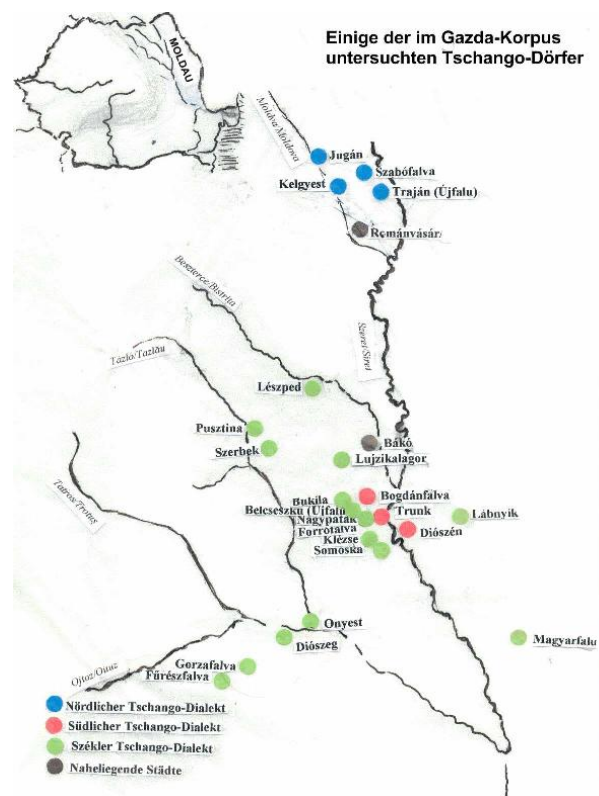 Einige der im Gazda-Korpus
untersuchten Tschango-Dörfer
MOLDAU
Moldva/Moldova
Jugán
Szabófalva
Kelgyest
Traján (Újfalu)
Románvásár
Beszterce/Bistrita
Szeret/Siret
Tázló/Tazlău
Lészped
Pusztina
Szerbek
Bákó
Lujzikalagor
Tatros/Trotuş
Bogdánfalva
Bukila
Belcseszku (Újfalu)
Trunk
Lábnyik
Nagypatak
Diószén
Forrófalva
Klézse
Somoska
Onyest
Magyarfalu
Diószeg
Gorzafalva
Ojtoz/Oituz
Fűrészfalva
Nördlicher Tschango-Dialekt
Südlicher Tschango-Dialekt
Székler Tschango-Dialekt
Naheliegende Städte